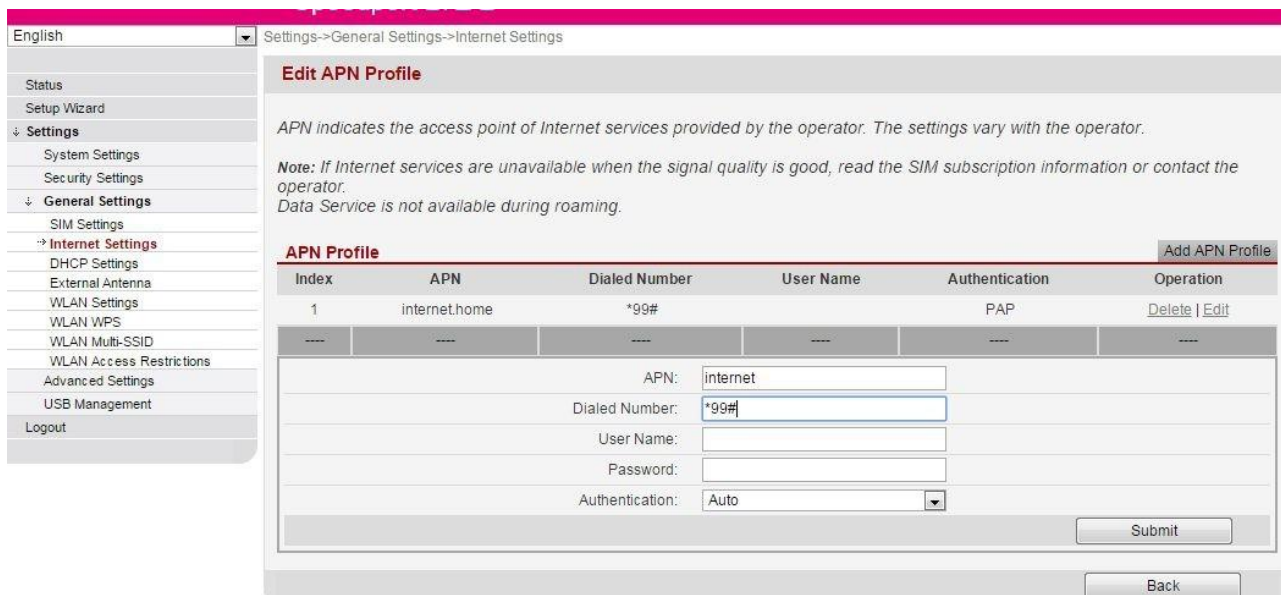 English
Settings->General Settings->Internet Settings
Status
Setup Wizard
Settings
System Settings
Security Settings
General Settings
SIM Settings
Internet Settings
DHCP Settings
External Antenna
WLAN Settings
WLAN WPS
WLAN Multi-SSID
WLAN Access Restrictions
Advanced Settings
USB Management
Logout
Edit APN Profile
APN indicates the access point of Internet services provided by the operator. The settings vary with the operator.
Note: If Internet services are unavailable when the signal quality is good, read the SIM subscription information or contact the
operator.
Data Service is not available during roaming.
APN Profile Add APN Profile
Index APN Dialed Number User Name Authentication Operation
1 internet.home *99# PAP Delete | Edit
---- ---- ---- ---- ---- ----
APN: internet
Dialed Number: *99#
User Name:
Password:
Authentication: Auto
Submit
Back